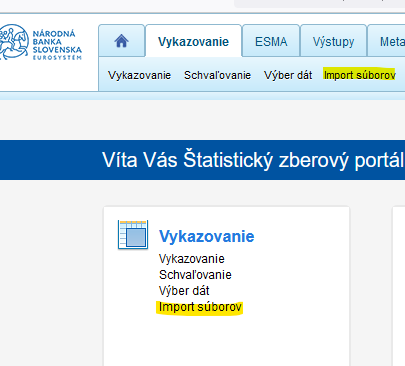 NÁRODNÁ
BANKA
SLOVENSKA
EUROSYSTÉM
Vykazovanie ESMA Výstupy Meta
Vykazovanie Schvaľovanie Výber dát Import súborov
Víta Vás Štatistický zberový portál
Vykazovanie
Vykazovanie
Schvaľovanie
Výber dát
Import súborov